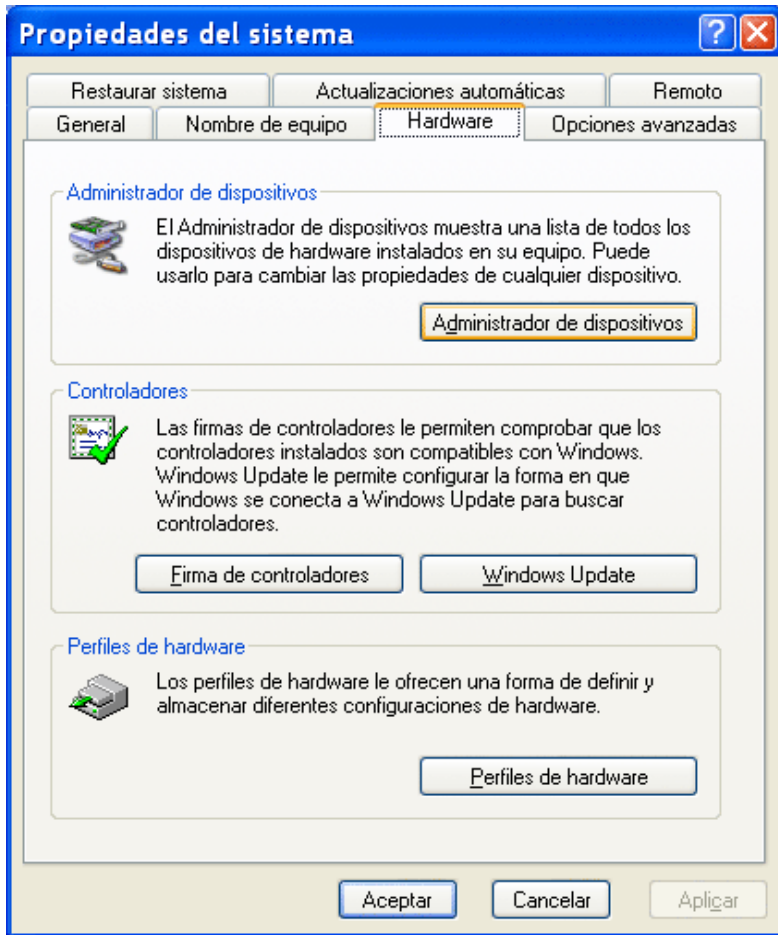 Propiedades del sistema
Restaurar sistema
Actualizaciones automáticas
Remoto
General
Nombre de equipo
Hardware
Opciones avanzadas
Administrador de dispositivos
El Administrador de dispositivos muestra una lista de todos los
dispositivos de hardware instalados en su equipo. Puede
usarlo para cambiar las propiedades de cualquier dispositivo.
Administrador de dispositivos
Controladores
Las firmas de controladores le permiten comprobar que los
controladores instalados son compatibles con Windows.
Windows Update le permite configurar la forma en que
Windows se conecta a Windows Update para buscar
controladores.
Firma de controladores
Windows Update
Perfiles de hardware
Los perfiles de hardware le ofrecen una forma de definir y
almacenar diferentes configuraciones de hardware.
Perfiles de hardware
Aceptar
Cancelar
Aplicar